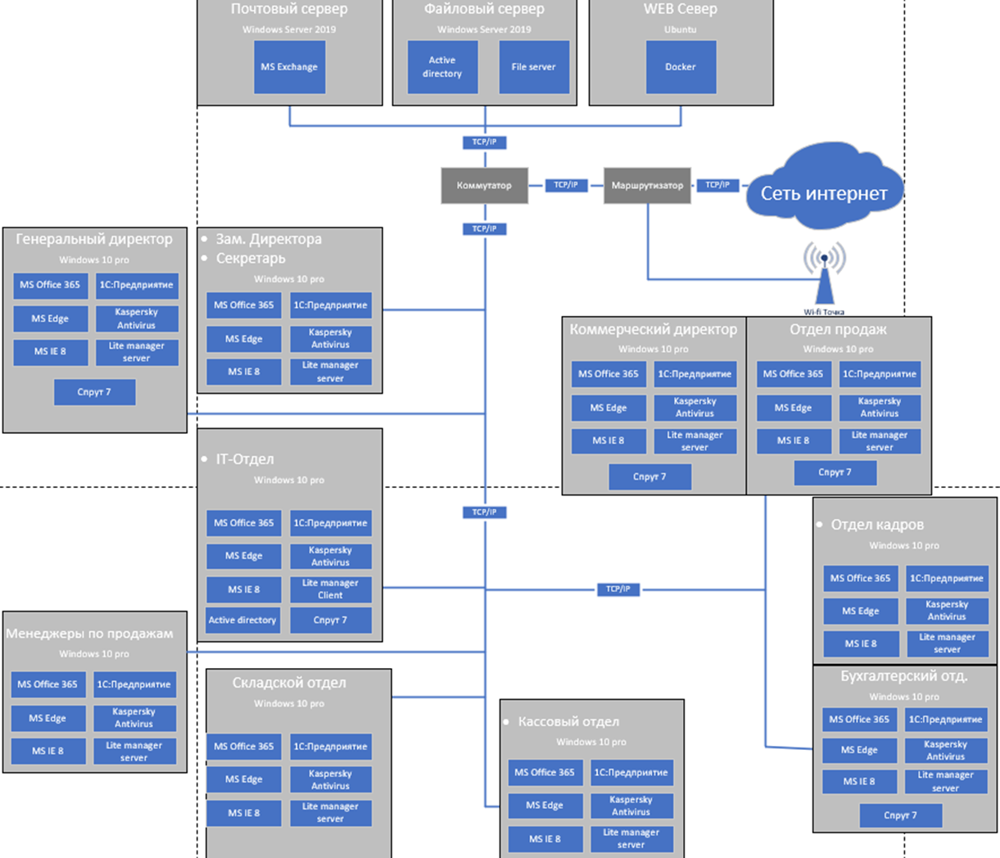 Почтовый сервер
Windows Server 2019
MS Exchange
Файловый сервер
Windows Server 2019
Active
directory
File server
WEB Север
Ubuntu
Docker
TCP/IP
Коммутатор
TCP/IP
Маршрутизатор
TCP/IP
Сеть интернет
TCP/IP
Wi-fi Точка
Генеральный директор
Windows 10 pro
MS Office 365
1С:Предприятие
MS Edge
Kaspersky
Antivirus
MS IE 8
Lite manager
server
Спрут 7
• Зам. Директора
• Секретарь
Windows 10 pro
MS Office 365
1С:Предприятие
MS Edge
Kaspersky
Antivirus
MS IE 8
Lite manager
server
Коммерческий директор
Windows 10 pro
MS Office 365
1С:Предприятие
MS Edge
Kaspersky
Antivirus
MS IE 8
Lite manager
server
Спрут 7
Отдел продаж
Windows 10 pro
MS Office 365
1С:Предприятие
MS Edge
Kaspersky
Antivirus
MS IE 8
Lite manager
server
Спрут 7
• IT-Отдел
Windows 10 pro
MS Office 365
1С:Предприятие
MS Edge
Kaspersky
Antivirus
MS IE 8
Lite manager
Client
Active directory
Спрут 7
TCP/IP
TCP/IP
• Отдел кадров
Windows 10 pro
MS Office 365
1С:Предприятие
MS Edge
Kaspersky
Antivirus
MS IE 8
Lite manager
server
Менеджеры по продажам
Windows 10 pro
MS Office 365
1С:Предприятие
MS Edge
Kaspersky
Antivirus
MS IE 8
Lite manager
server
Складской отдел
Windows 10 pro
MS Office 365
1С:Предприятие
MS Edge
Kaspersky
Antivirus
MS IE 8
Lite manager
server
• Кассовый отдел
Windows 10 pro
MS Office 365
1С:Предприятие
MS Edge
Kaspersky
Antivirus
MS IE 8
Lite manager
server
Бухгалтерский отд.
Windows 10 pro
MS Office 365
1С:Предприятие
MS Edge
Kaspersky
Antivirus
MS IE 8
Lite manager
server
Спрут 7